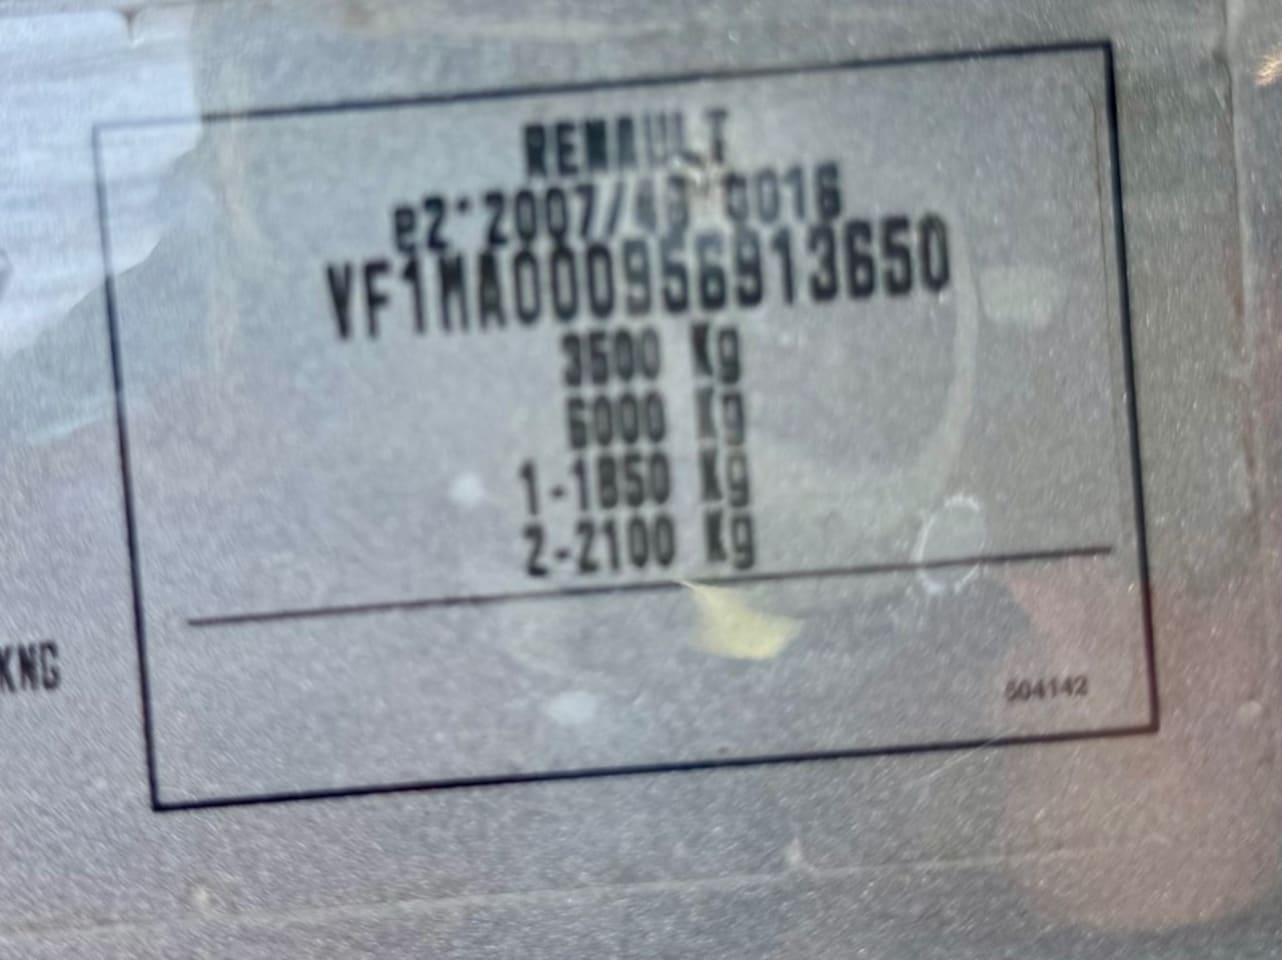 RENAULT
e2*2007/46*0016
VF1MA000956913650
3500 Kg
6000 Kg
1-1850 Kg
2-2100 Kg
KNG
504142